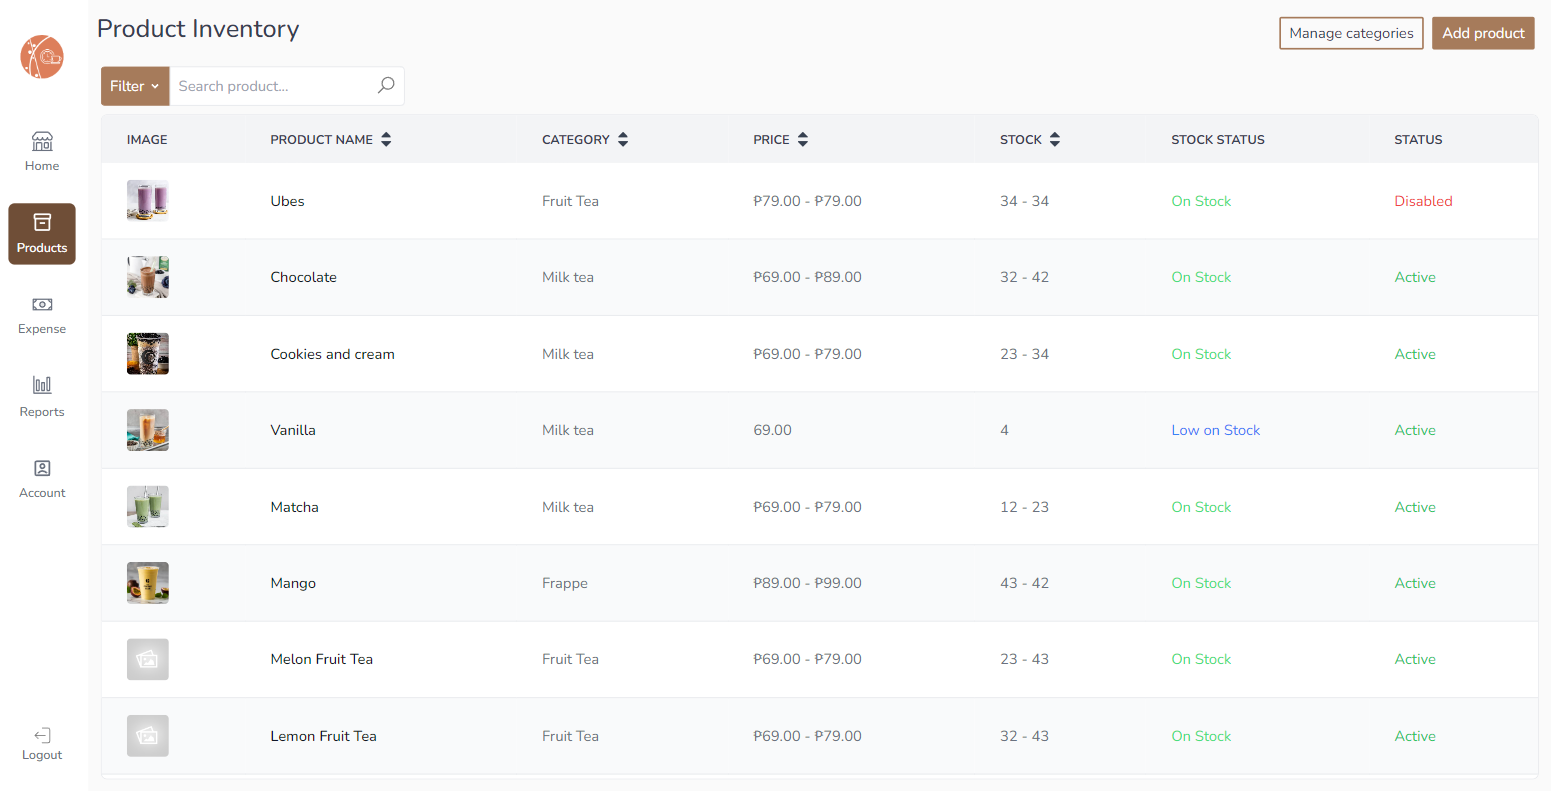 Product Inventory
Manage categories
Add product
Filter
Search product...
IMAGE PRODUCT NAME CATEGORY PRICE STOCK STOCK STATUS STATUS
Ubes Fruit Tea ₱79.00 - ₱79.00 34 - 34 On Stock Disabled
Chocolate Milk tea ₱69.00 - ₱89.00 32 - 42 On Stock Active
Cookies and cream Milk tea ₱69.00 - ₱79.00 23 - 34 On Stock Active
Vanilla Milk tea 69.00 4 Low on Stock Active
Matcha Milk tea ₱69.00 - ₱79.00 12 - 23 On Stock Active
Mango Frappe ₱89.00 - ₱99.00 43 - 42 On Stock Active
Melon Fruit Tea Fruit Tea ₱69.00 - ₱79.00 23 - 43 On Stock Active
Lemon Fruit Tea Fruit Tea ₱69.00 - ₱79.00 32 - 43 On Stock Active
Home
Products
Expense
Reports
Account
Logout